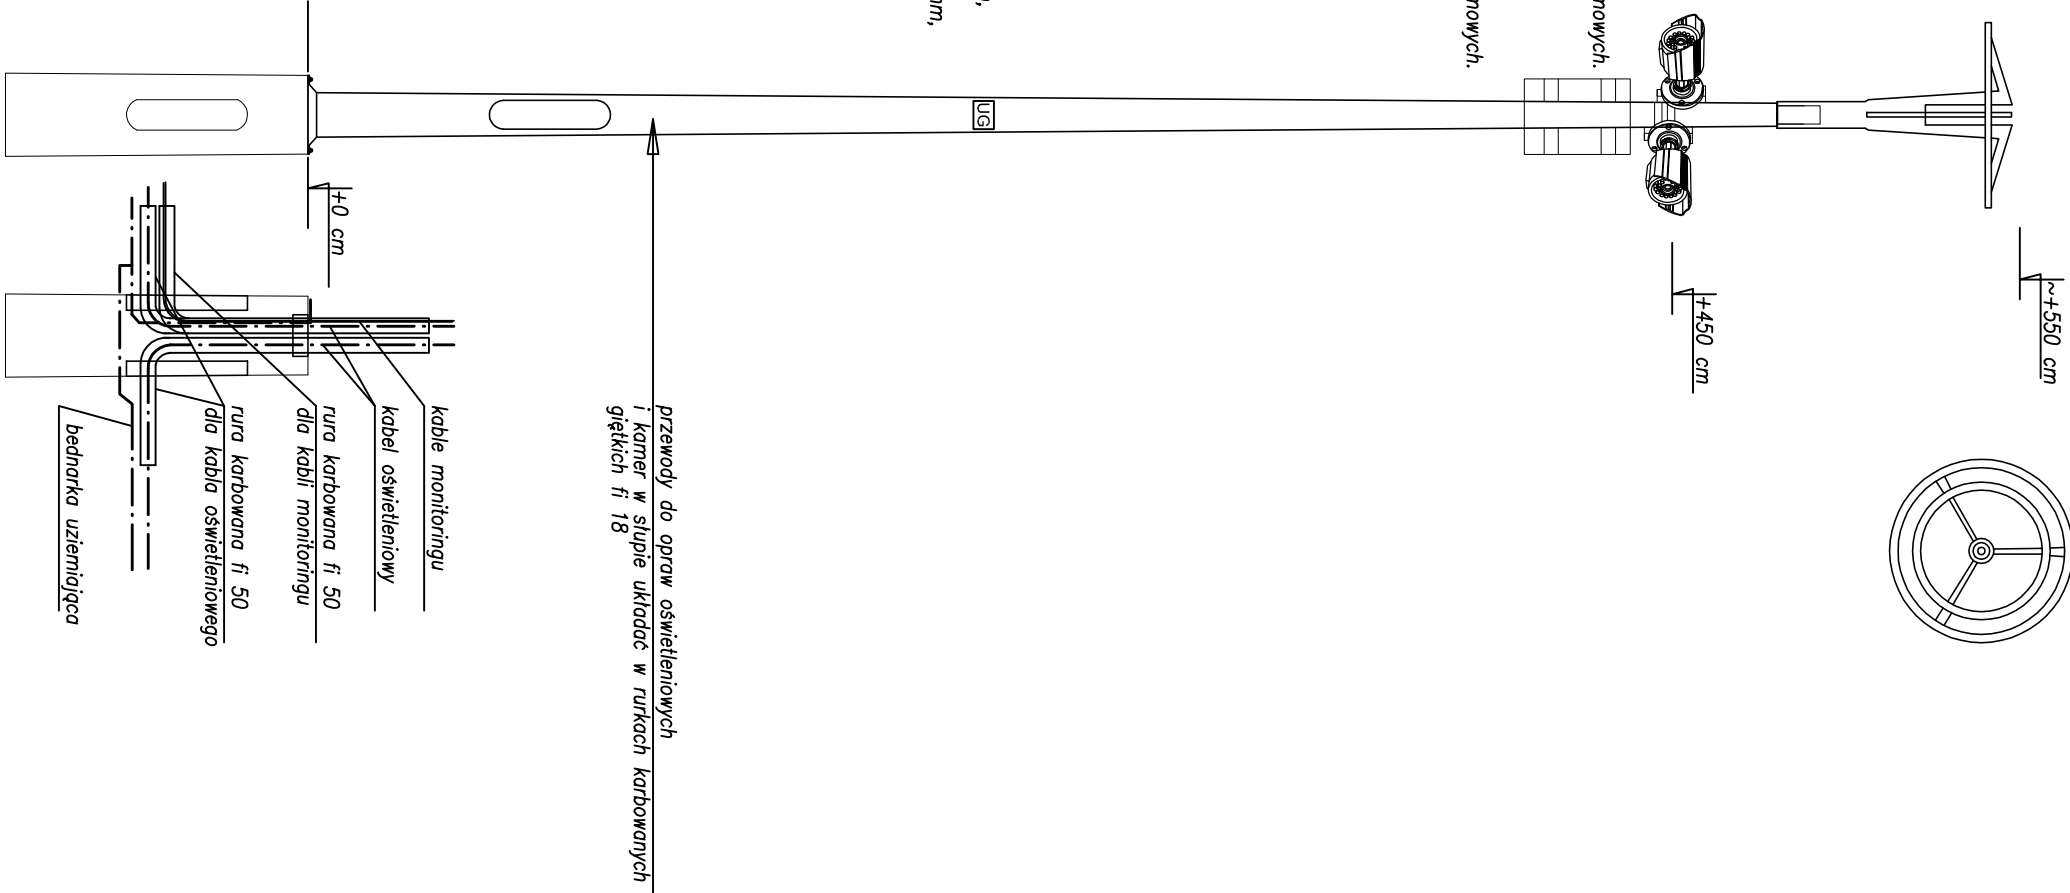 nowych.
nowych.
mm,
UG
~+550 cm
+450 cm
+0 cm
przewody do opraw oświetleniowych
i kamer w słupie układać w rurkach karbowanych
giętkich fi 18
kable monitoringu
kabel oświetleniowy
rura karbowana fi 50
dla kabli monitoringu
rura karbowana fi 50
dla kabla oświetleniowego
bednarka uziemiająca